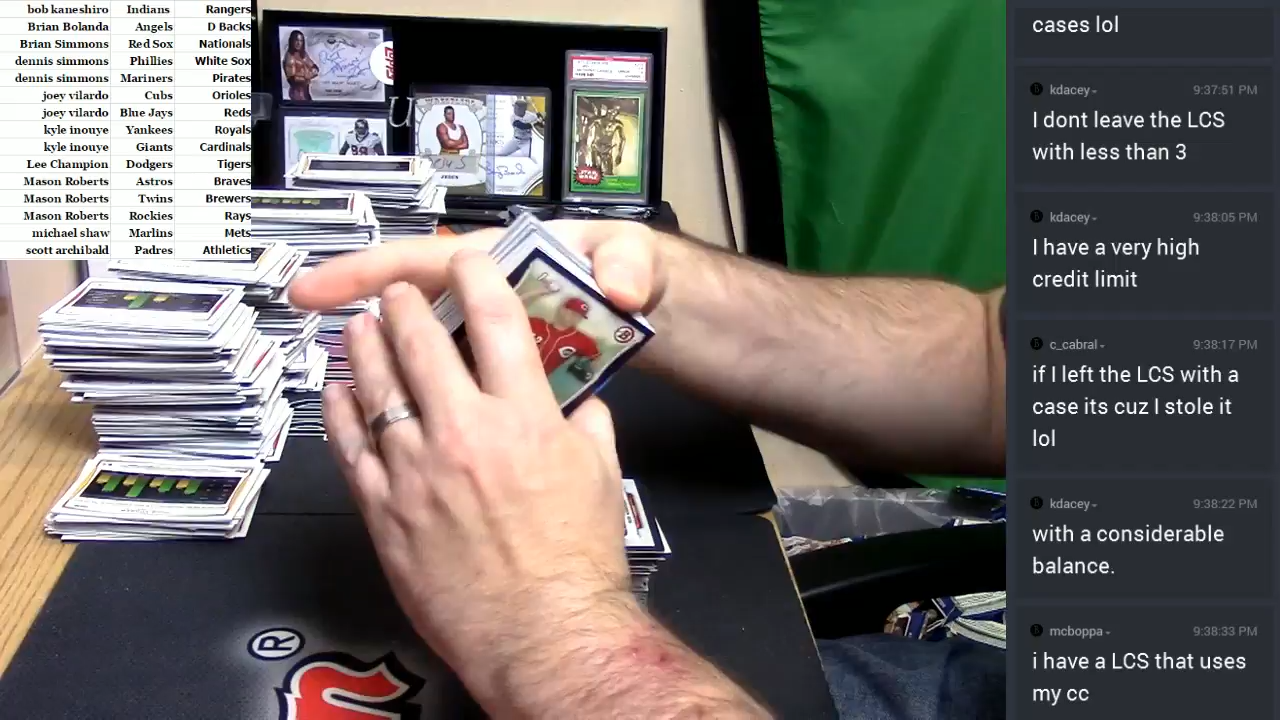 bob kaneshiro Indians Rangers
Brian Bolanda Angels D Backs
Brian Simmons Red Sox Nationals
dennis simmons Phillies White Sox
dennis simmons Mariners Pirates
joey vilardo Cubs Orioles
joey vilardo Blue Jays Reds
kyle inouye Yankees Royals
kyle inouye Giants Cardinals
Lee Champion Dodgers Tigers
Mason Roberts Astros Braves
Mason Roberts Twins Brewers
Mason Roberts Rockies Rays
michael shaw Marlins Mets
scott archibald Padres Athletics
STAR WARS
®
cases lol
kdacey 9:37:51 PM
I dont leave the LCS
with less than 3
kdacey 9:38:05 PM
I have a very high
credit limit
c_cabral 9:38:17 PM
if I left the LCS with a
case its cuz I stole it
lol
kdacey 9:38:22 PM
with a considerable
balance.
mcboppa 9:38:33 PM
i have a LCS that uses
my cc